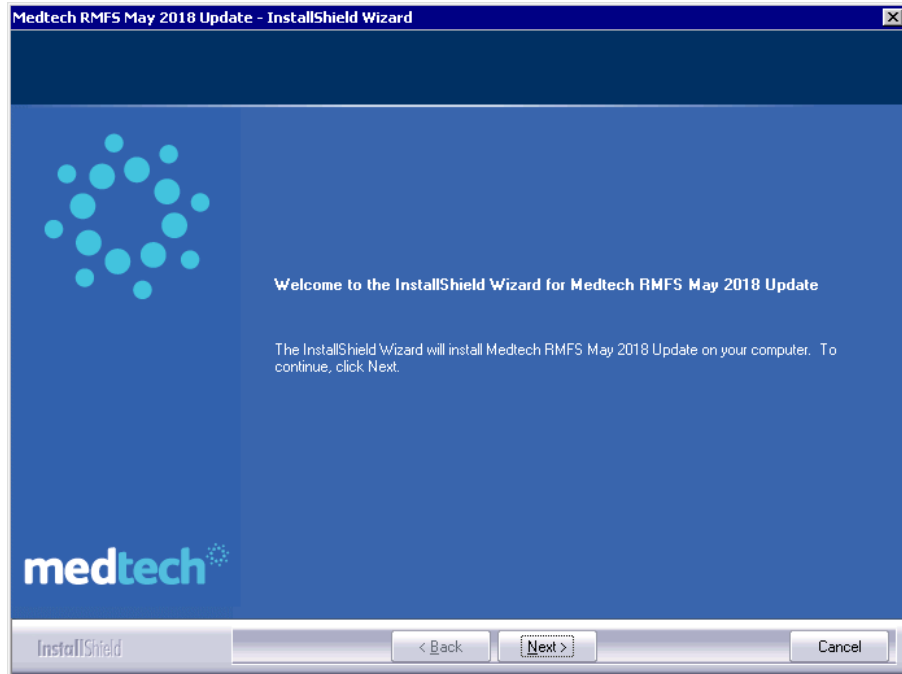 Medtech RMFS May 2018 Update - InstallShield Wizard
Welcome to the InstallShield Wizard for Medtech RMFS May 2018 Update
The InstallShield Wizard will install Medtech RMFS May 2018 Update on your computer. To
continue, click Next.
medtech
InstallShield
< Back
Next >
Cancel